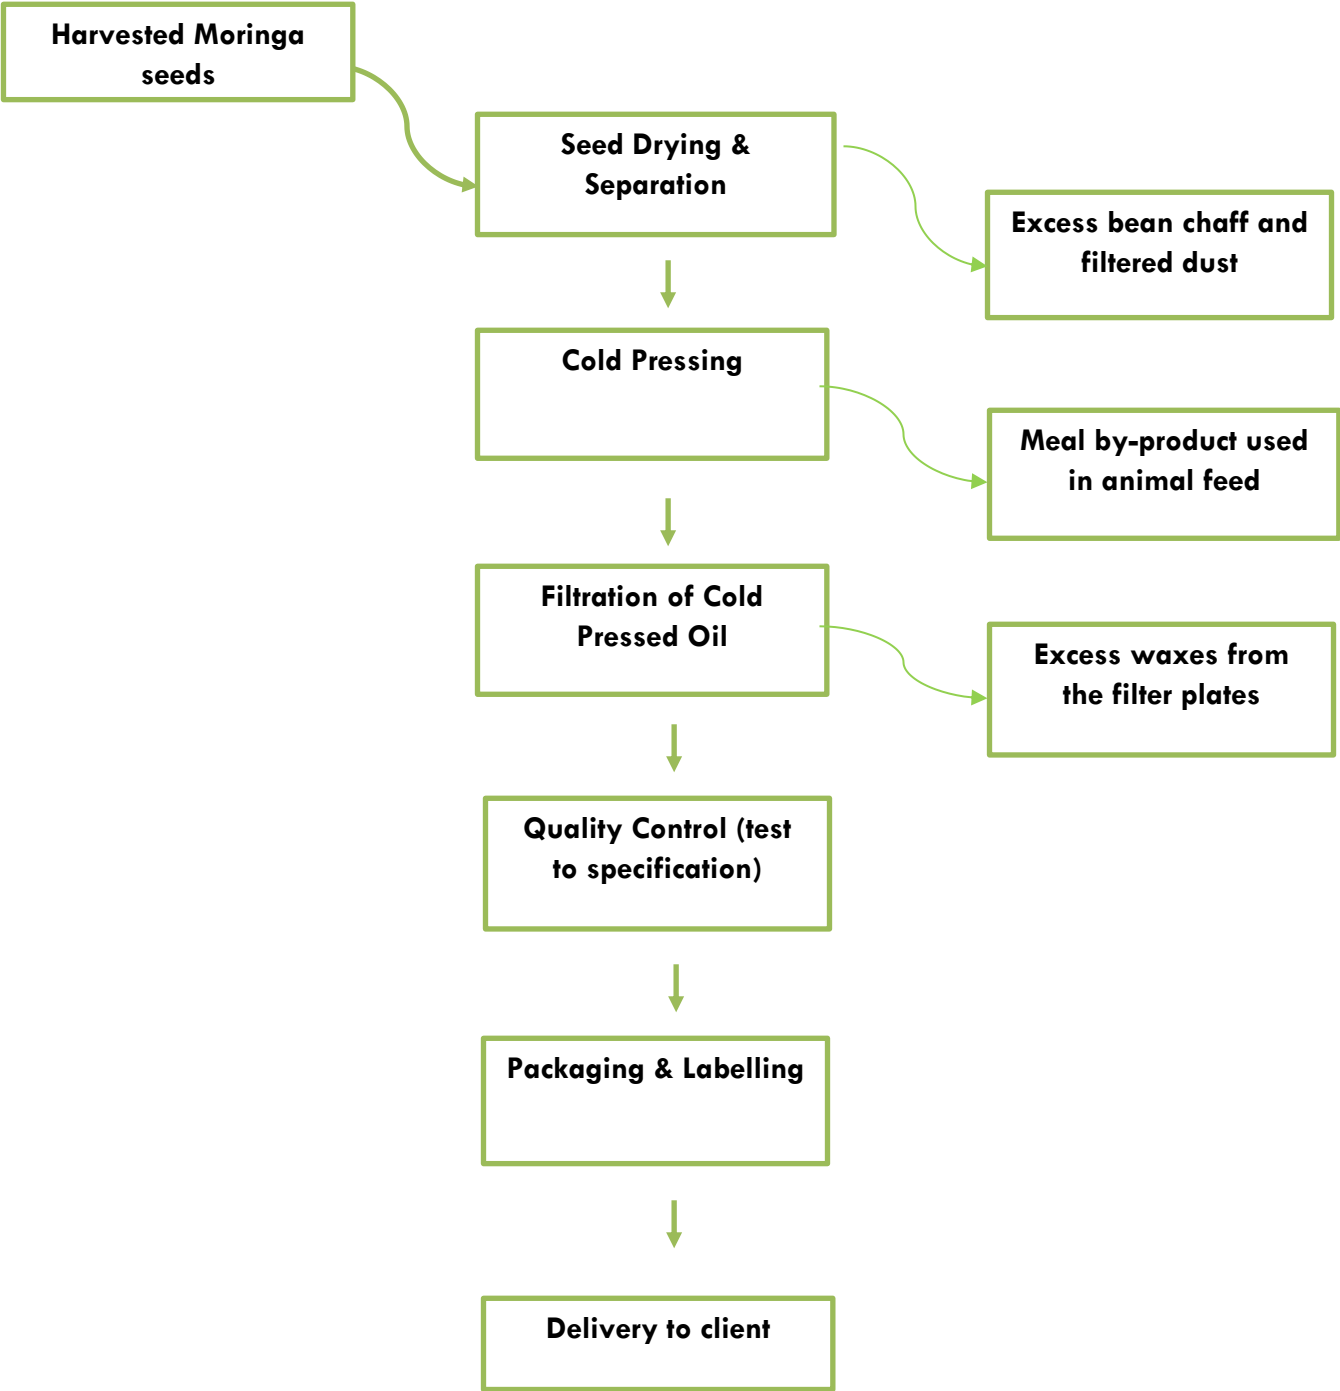 Harvested Moringa
seeds
Seed Drying &
Separation
Excess bean chaff and
filtered dust
Cold Pressing
Meal by-product used
in animal feed
Filtration of Cold
Pressed Oil
Excess waxes from
the filter plates
Quality Control (test
to specification)
Packaging & Labelling
Delivery to client